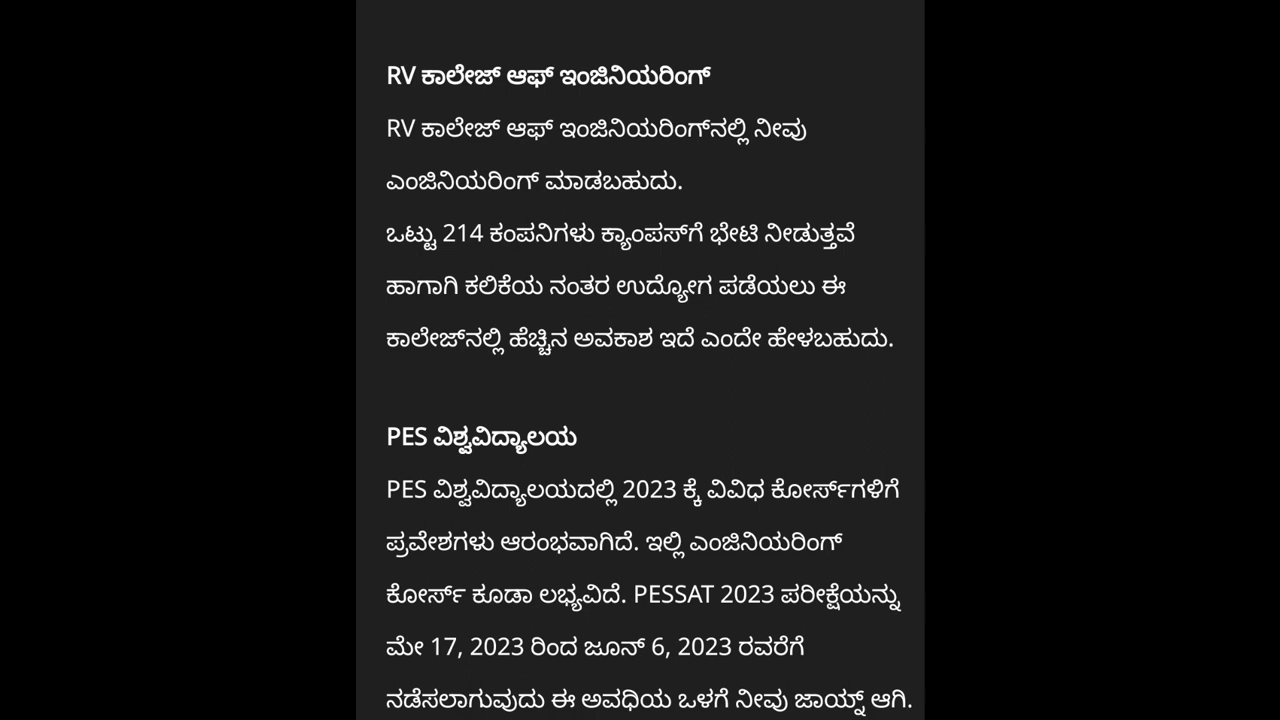 RV ಕಾಲೇಜ್ ಆಫ್ ಇಂಜಿನಿಯರಿಂಗ್
RV ಕಾಲೇಜ್ ಆಫ್ ಇಂಜಿನಿಯರಿಂಗ್‌ನಲ್ಲಿ ನೀವು
ಎಂಜಿನಿಯರಿಂಗ್ ಮಾಡಬಹುದು.
ಒಟ್ಟು 214 ಕಂಪನಿಗಳು ಕ್ಯಾಂಪಸ್‌ಗೆ ಭೇಟಿ ನೀಡುತ್ತವೆ
ಹಾಗಾಗಿ ಕಲಿಕೆಯ ನಂತರ ಉದ್ಯೋಗ ಪಡೆಯಲು ಈ
ಕಾಲೇಜ್‌ನಲ್ಲಿ ಹೆಚ್ಚಿನ ಅವಕಾಶ ಇದೆ ಎಂದೇ ಹೇಳಬಹುದು.
PES ವಿಶ್ವವಿದ್ಯಾಲಯ
PES ವಿಶ್ವವಿದ್ಯಾಲಯದಲ್ಲಿ 2023 ಕ್ಕೆ ವಿವಿಧ ಕೋರ್ಸ್‌ಗಳಿಗೆ
ಪ್ರವೇಶಗಳು ಆರಂಭವಾಗಿದೆ. ಇಲ್ಲಿ ಎಂಜಿನಿಯರಿಂಗ್
ಕೋರ್ಸ್ ಕೂಡಾ ಲಭ್ಯವಿದೆ. PESSAT 2023 ಪರೀಕ್ಷೆಯನ್ನು
ಮೇ 17, 2023 ರಿಂದ ಜೂನ್ 6, 2023 ರವರೆಗೆ
ನಡೆಸಲಾಗುವುದು ಈ ಅವಧಿಯ ಒಳಗೆ ನೀವು ಜಾಯ್ನ್ ಆಗಿ.